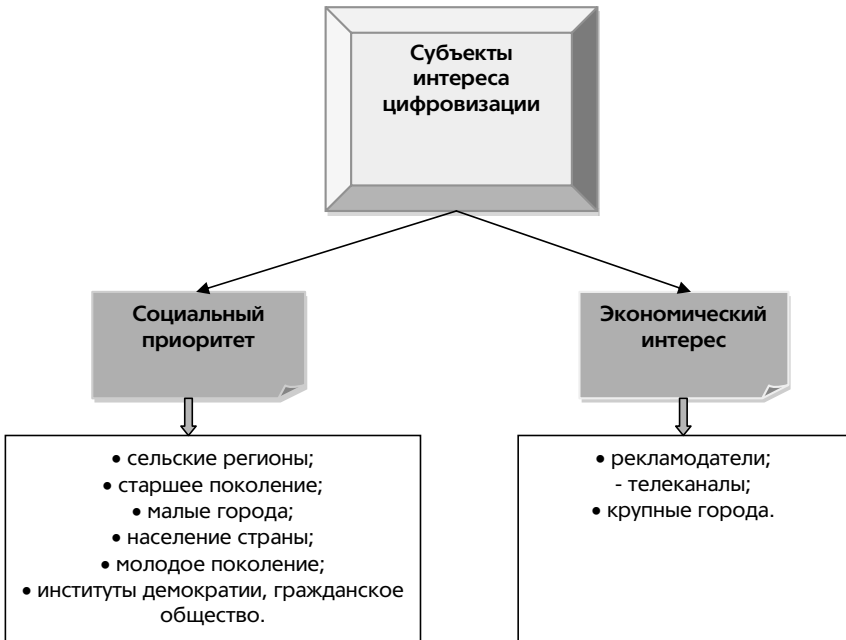 Субъекты
интереса
цифровизации
Социальный
приоритет
Экономический
интерес
• сельские регионы;
• старшее поколение;
• малые города;
• население страны;
• молодое поколение;
• институты демократии, гражданское
общество.
• рекламодатели;
- телеканалы;
• крупные города.